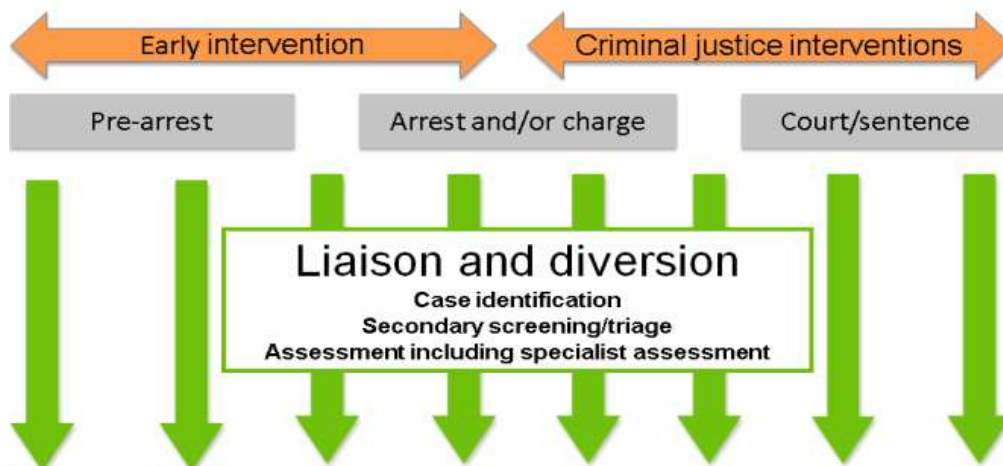 Early intervention
Criminal justice interventions
Pre-arrest
Arrest and/or charge
Court/sentence
Liaison and diversion
Case identification
Secondary screening/triage
Assessment including specialist assessment